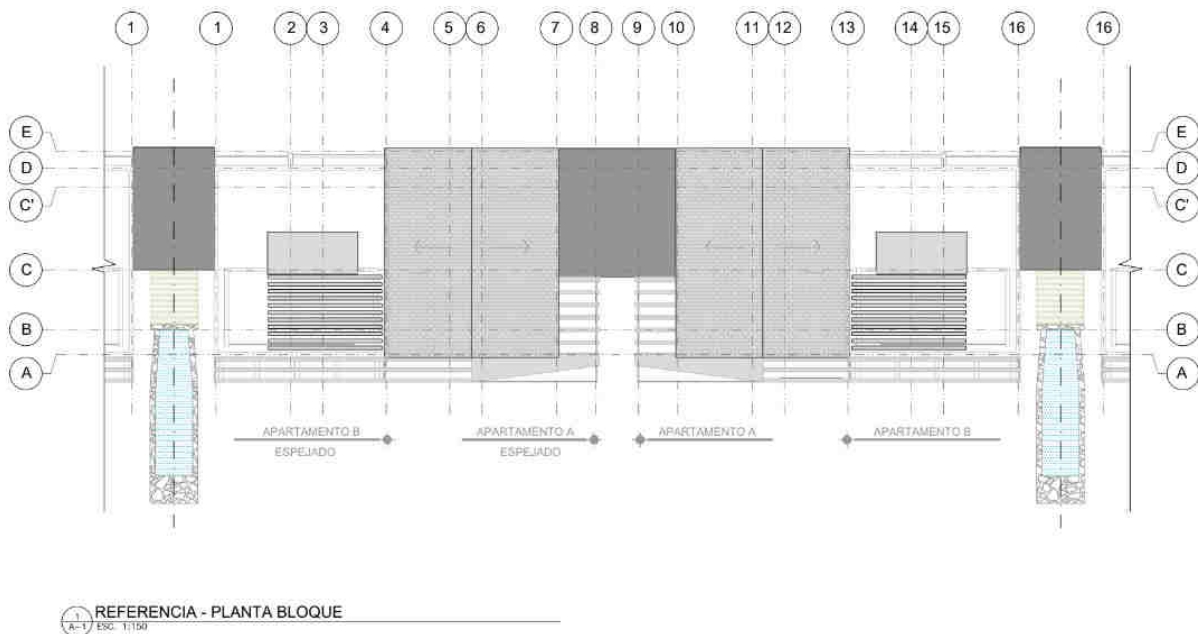 1 1 2 3 4 5 6 7 8 9 10 11 12 13 14 15 16 16
E E
D D
C' C'
C C
B B
A A
APARTAMENTO B APARTAMENTO A APARTAMENTO A APARTAMENTO B
ESPEJADO ESPEJADO
1 REFERENCIA - PLANTA BLOQUE
A-1 ESC. 1:150